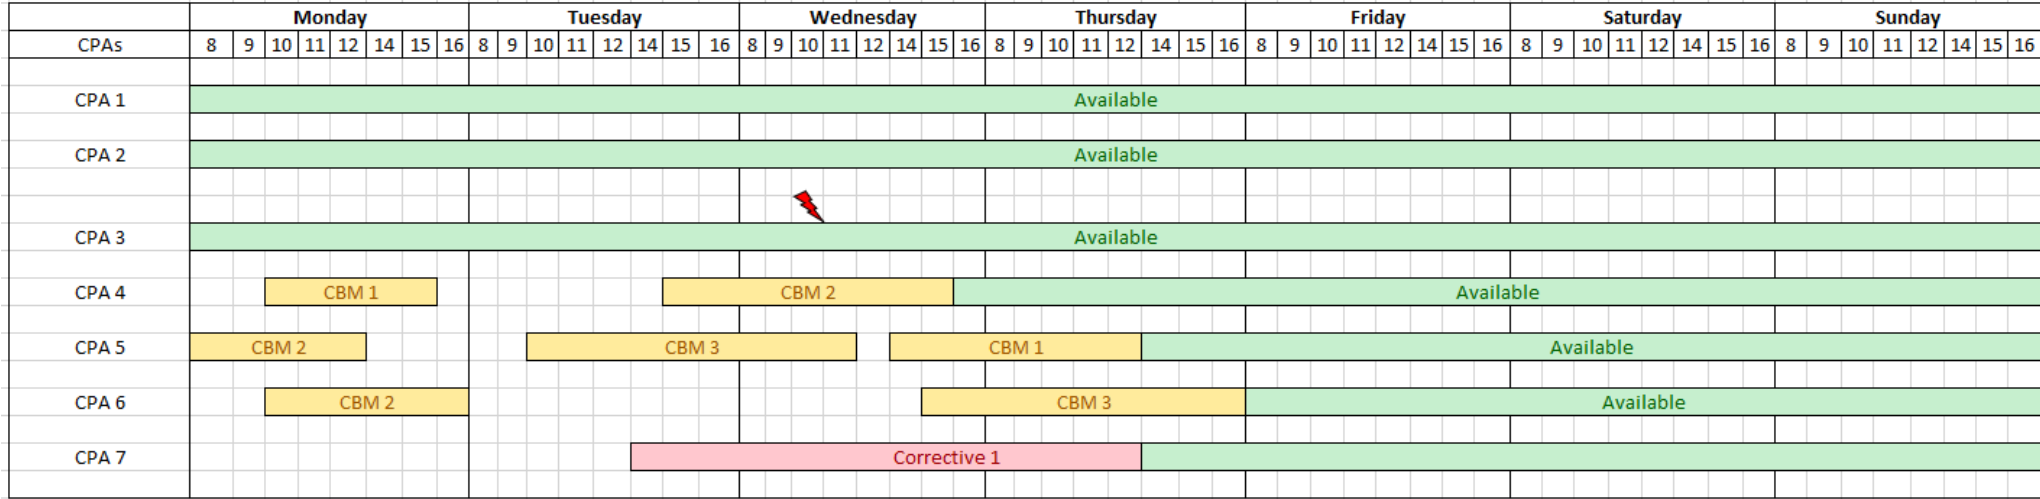 Monday Tuesday Wednesday Thursday Friday Saturday Sunday
CPAs 8 9 10 11 12 14 15 16 8 9 10 11 12 14 15 16 8 9 10 11 12 14 15 16 8 9 10 11 12 14 15 16 8 9 10 11 12 14 15 16 8 9 10 11 12 14 15 16 8 9 10 11 12 14 15 16
CPA 1 Available
CPA 2 Available
CPA 3 Available
CPA 4 CBM 1 CBM 2 Available
CPA 5 CBM 2 CBM 3 CBM 1 Available
CPA 6 CBM 2 CBM 3 Available
CPA 7 Corrective 1